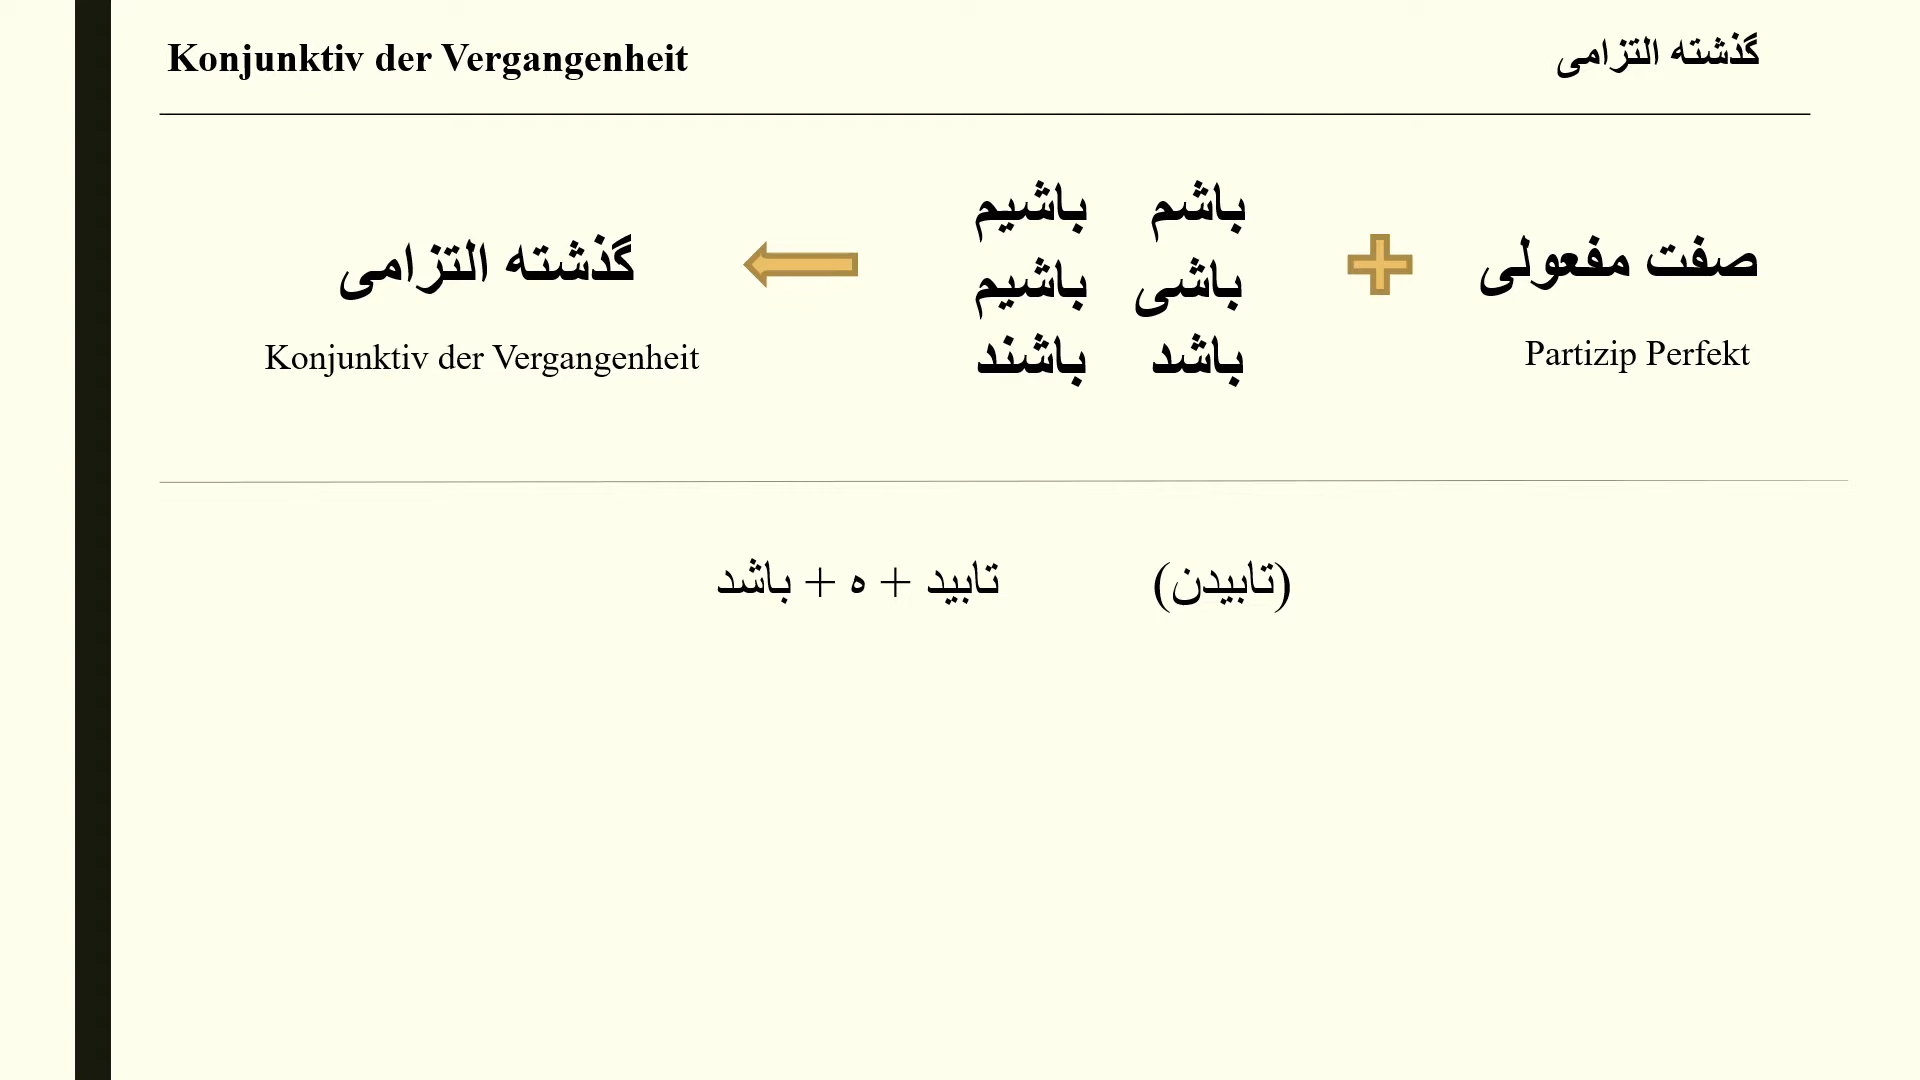 Konjunktiv der Vergangenheit
گذشته التزامی
صفت مفعولی
Partizip Perfekt
باشم باشیم
باشی باشیم
باشد باشند
گذشته التزامی
Konjunktiv der Vergangenheit
(تابیدن) تابید + ه + باشد